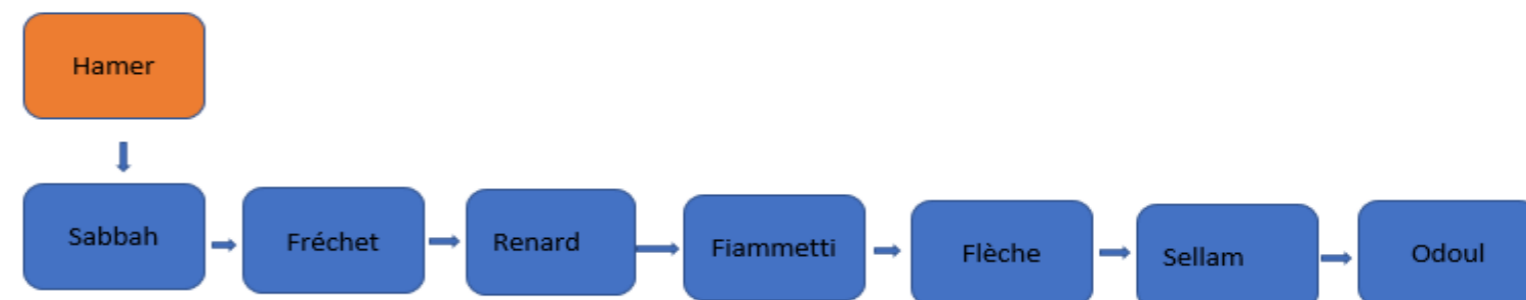 Hamer
Sabbah
Fréchet
Renard
Fiammetti
Flèche
Sellam
Odoul